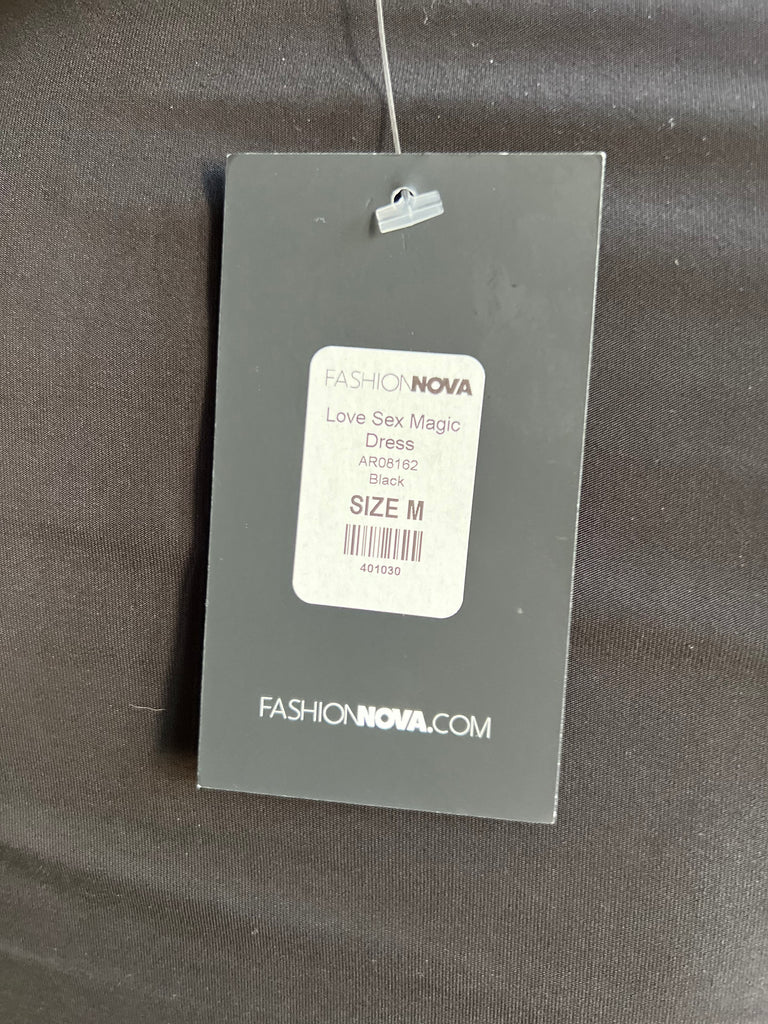 FASHIONNOVA
Love Sex Magic
Dress
AR08162
Black
SIZE M
401030
FASHIONNOVA.COM